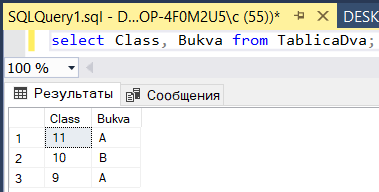 SQLQuery1.sql - D...OP-4F0M2U5\c (55))* DESK
select Class, Bukva from TablicaDva;
100 %
Результаты Сообщения
Class Bukva
1 11 A
2 10 B
3 9 A